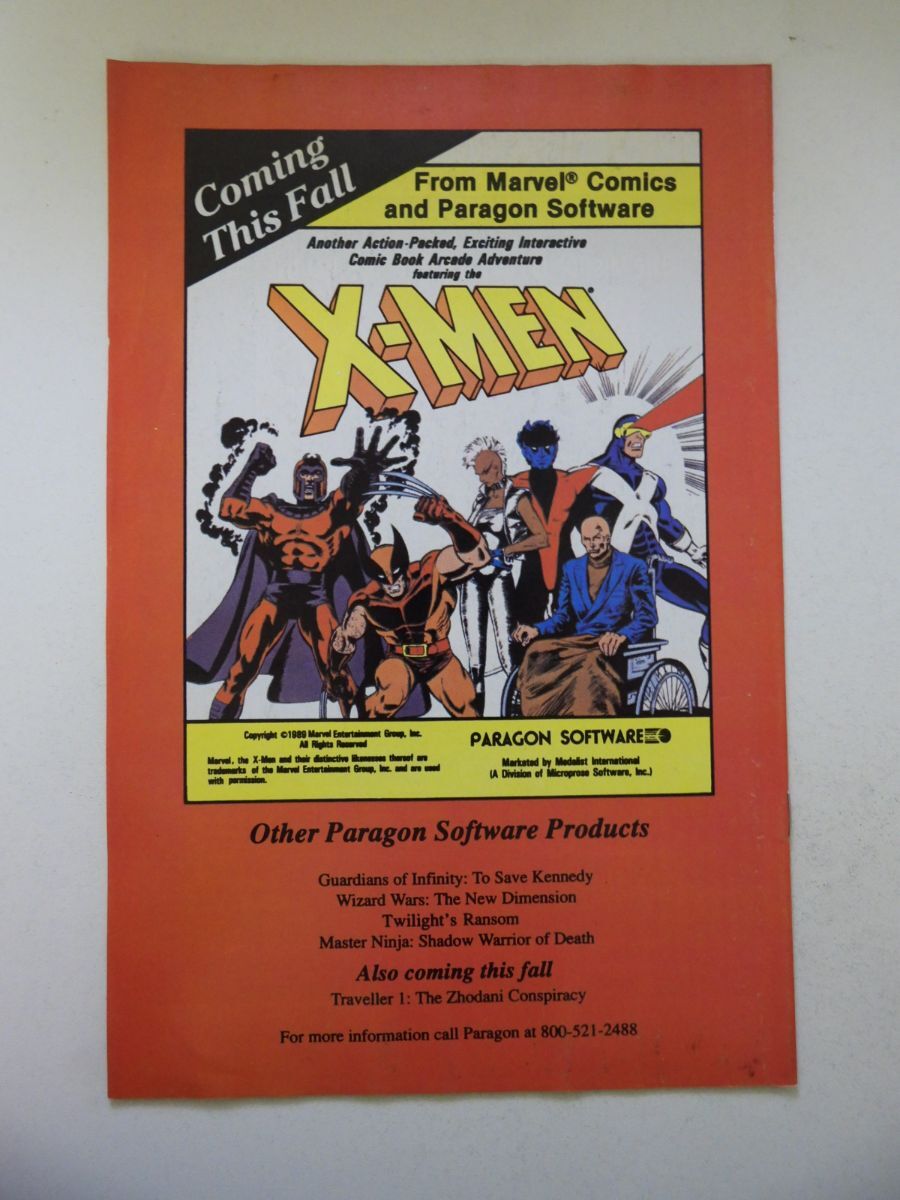 Coming
This Fall
From Marvel® Comics
and Paragon Software
Another Action-Packed, Exciting Interactive
Comic Book Arcade Adventure
featuring the
X-MEN
Copyright ©1989 Marvel Entertainment Group, Inc.
All Rights Reserved
Marvel, the X-Men and their distinctive likenesses thereof are
trademarks of the Marvel Entertainment Group, Inc. and are used
with permission.
PARAGON SOFTWARE
Marketed by Medalist International
(A Division of Microprose Software, Inc.)
Other Paragon Software Products
Guardians of Infinity: To Save Kennedy
Wizard Wars: The New Dimension
Twilight's Ransom
Master Ninja: Shadow Warrior of Death
Also coming this fall
Traveller 1: The Zhodani Conspiracy
For more information call Paragon at 800-521-2488